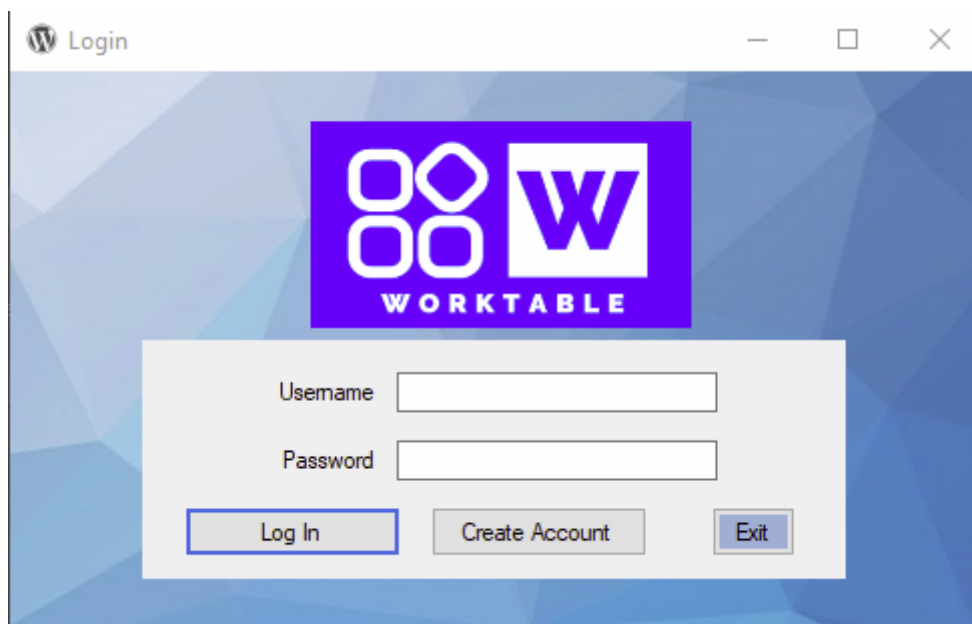 Login
W
WORKTABLE
Username
Password
Log In Create Account Exit